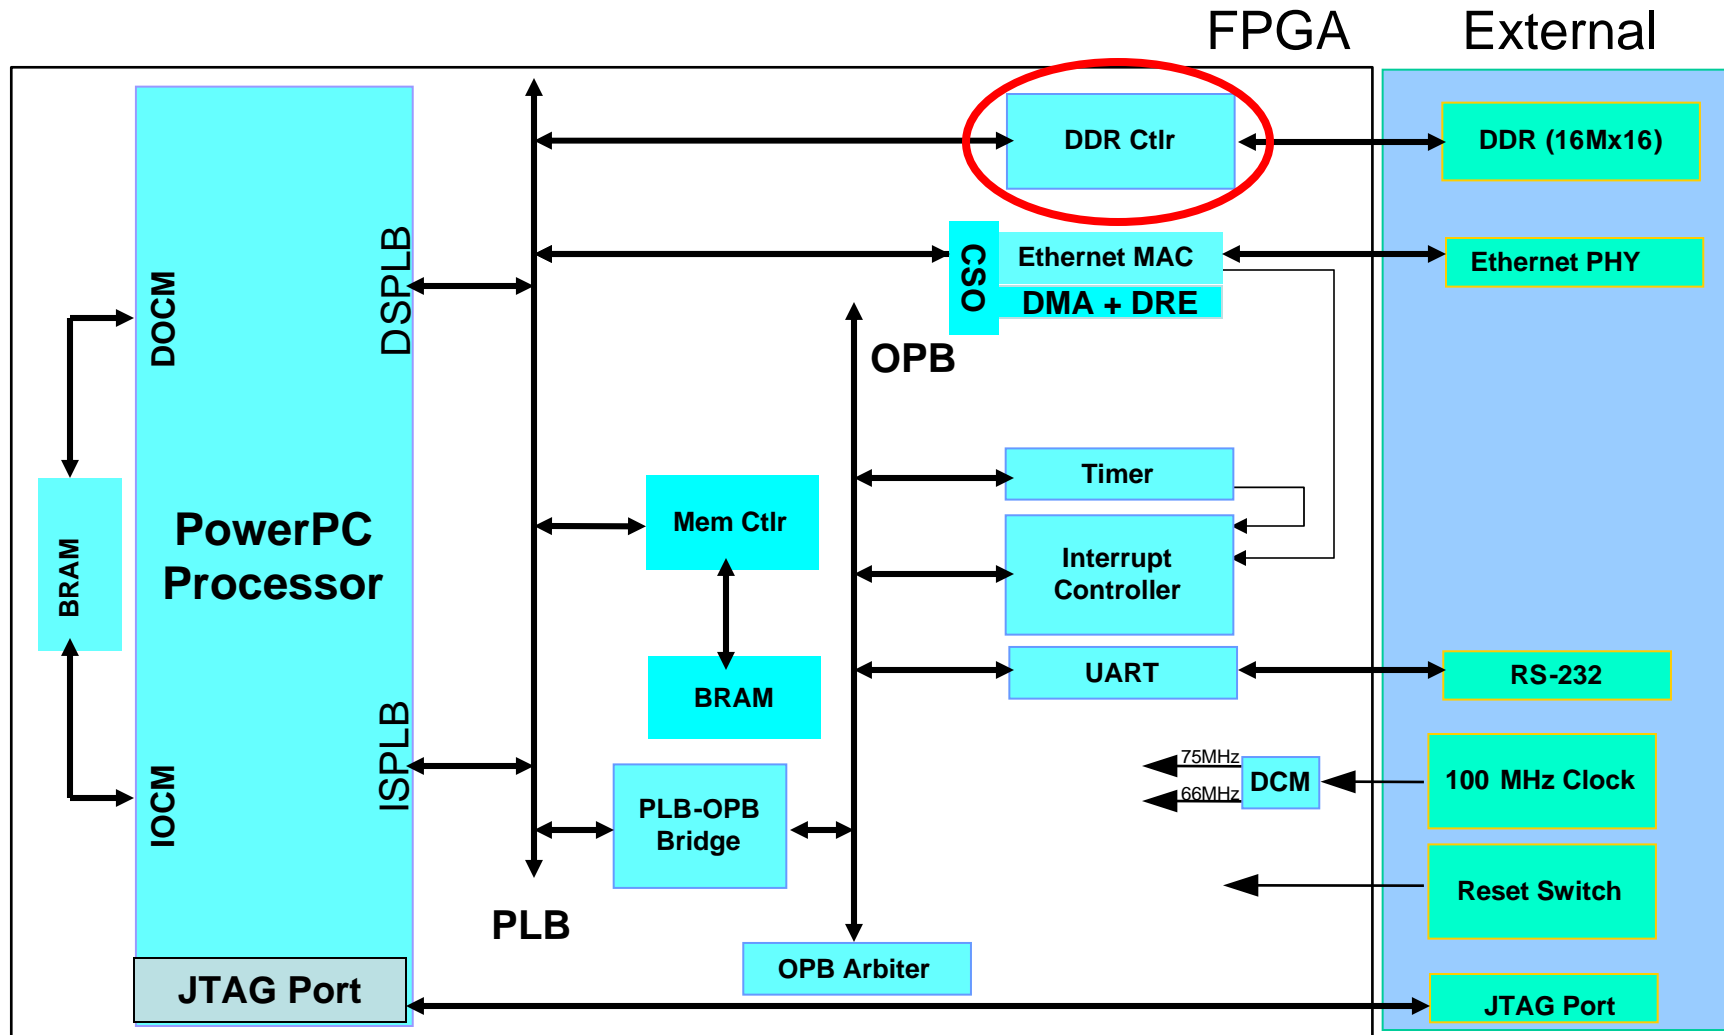 FPGA
External
DDR Ctlr
DDR (16Mx16)
CSO
Ethernet MAC
DMA + DRE
Ethernet PHY
DOCM
DSPLB
OPB
Timer
BRAM
PowerPC
Processor
Mem Ctlr
Interrupt
Controller
BRAM
UART
RS-232
IOCM
ISPLB
75MHz
66MHz
DCM
100 MHz Clock
PLB-OPB
Bridge
Reset Switch
PLB
OPB Arbiter
JTAG Port
JTAG Port